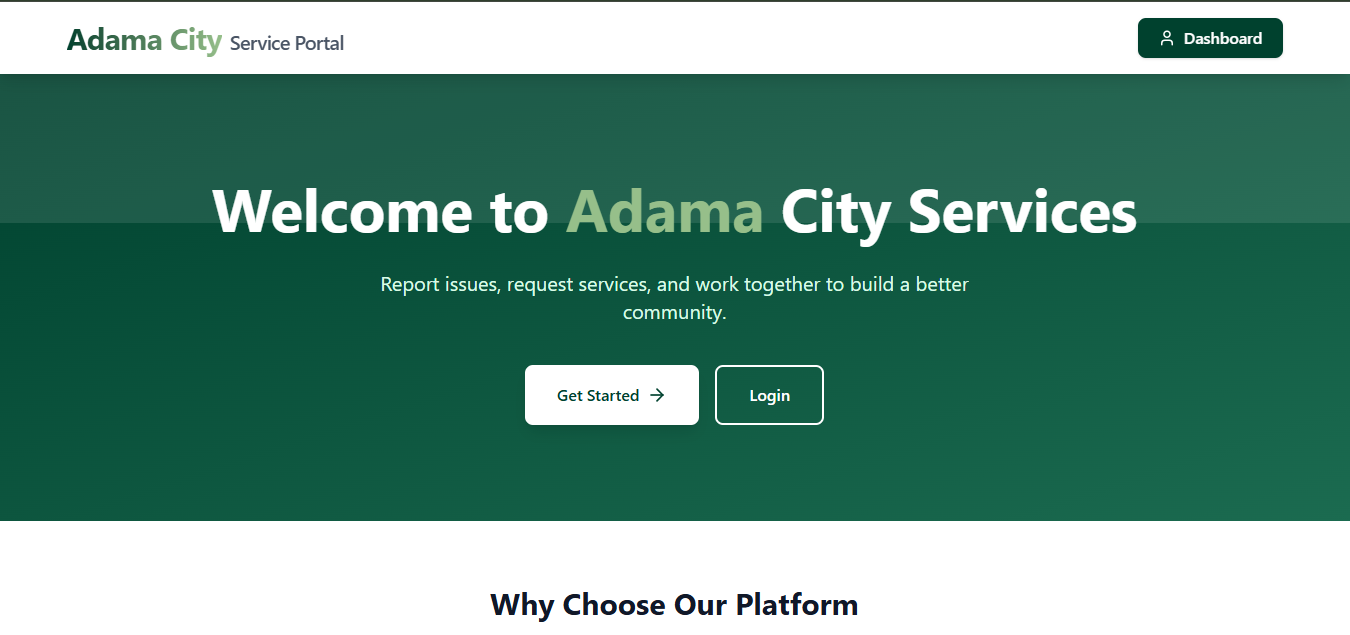 Adama City Service Portal
Dashboard
Welcome to Adama City Services
Report issues, request services, and work together to build a better
community.
Get Started
Login
Why Choose Our Platform